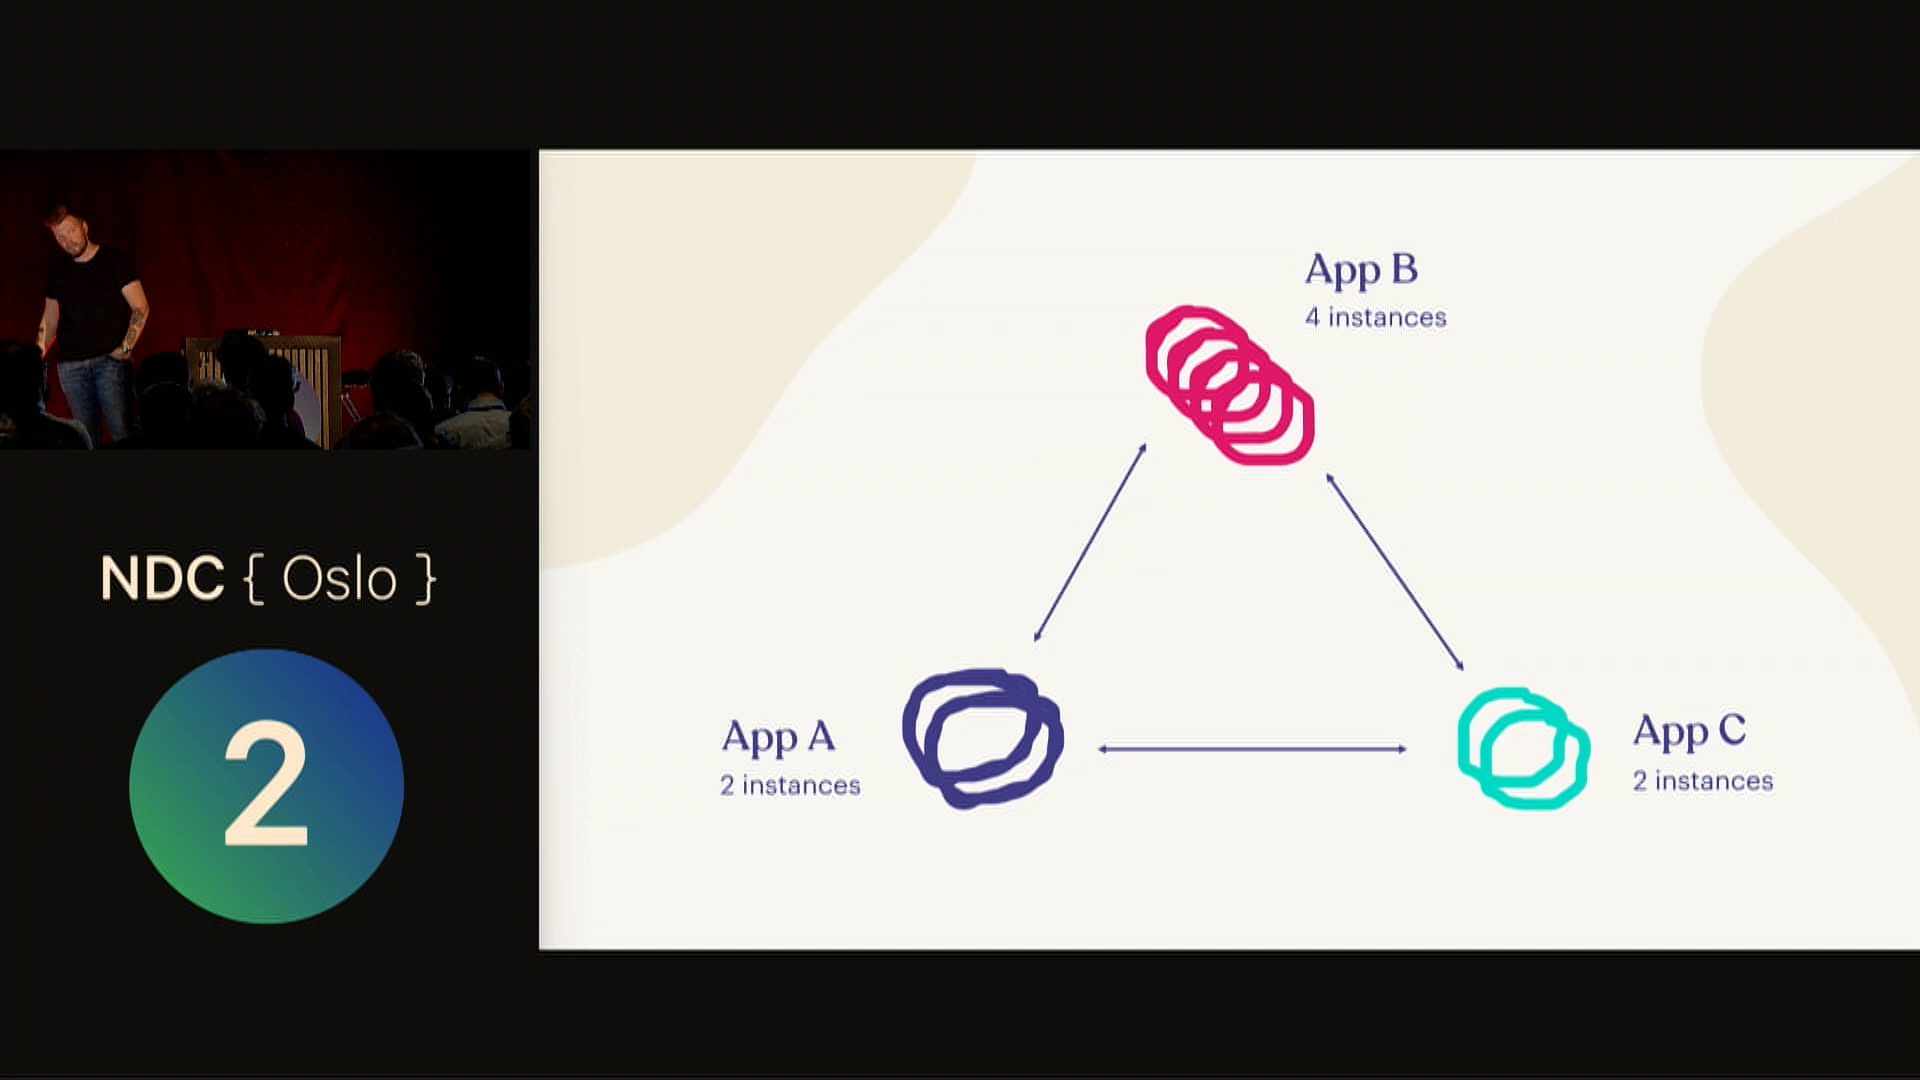 NDC { Oslo }
2
App B
4 instances
App A
2 instances
App C
2 instances